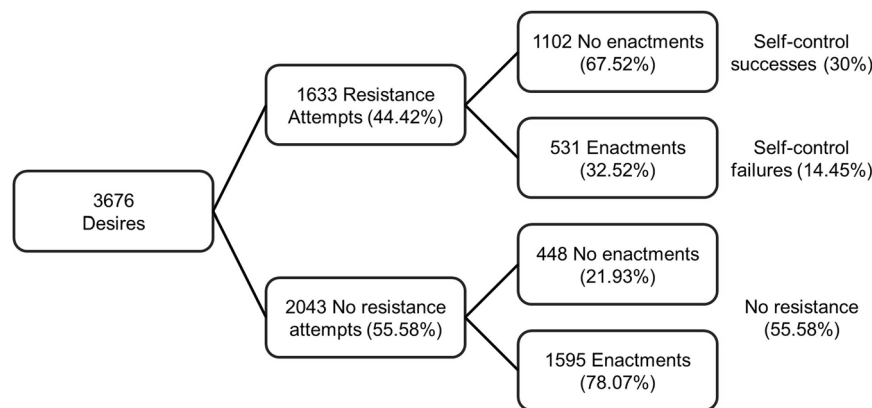 3676
Desires
1633 Resistance
Attempts (44.42%)
2043 No resistance
attempts (55.58%)
1102 No enactments
(67.52%)
531 Enactments
(32.52%)
448 No enactments
(21.93%)
1595 Enactments
(78.07%)
Self-control
successes (30%)
Self-control
failures (14.45%)
No resistance
(55.58%)